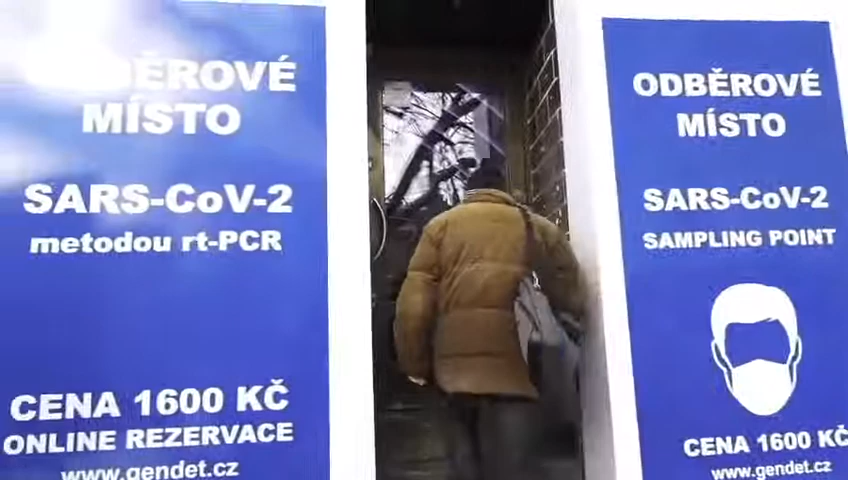 ODBĚROVÉ
MÍSTO
SARS-CoV-2
metodou rt-PCR
CENA 1600 KČ
ONLINE REZERVACE
www.gendet.cz
ODBĚROVÉ
MÍSTO
SARS-CoV-2
SAMPLING POINT
CENA 1600 Kč
www.gendet.cz